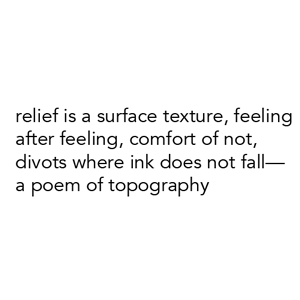 relief is a surface texture, feeling
after feeling, comfort of not,
divots where ink does not fall—
a poem of topography